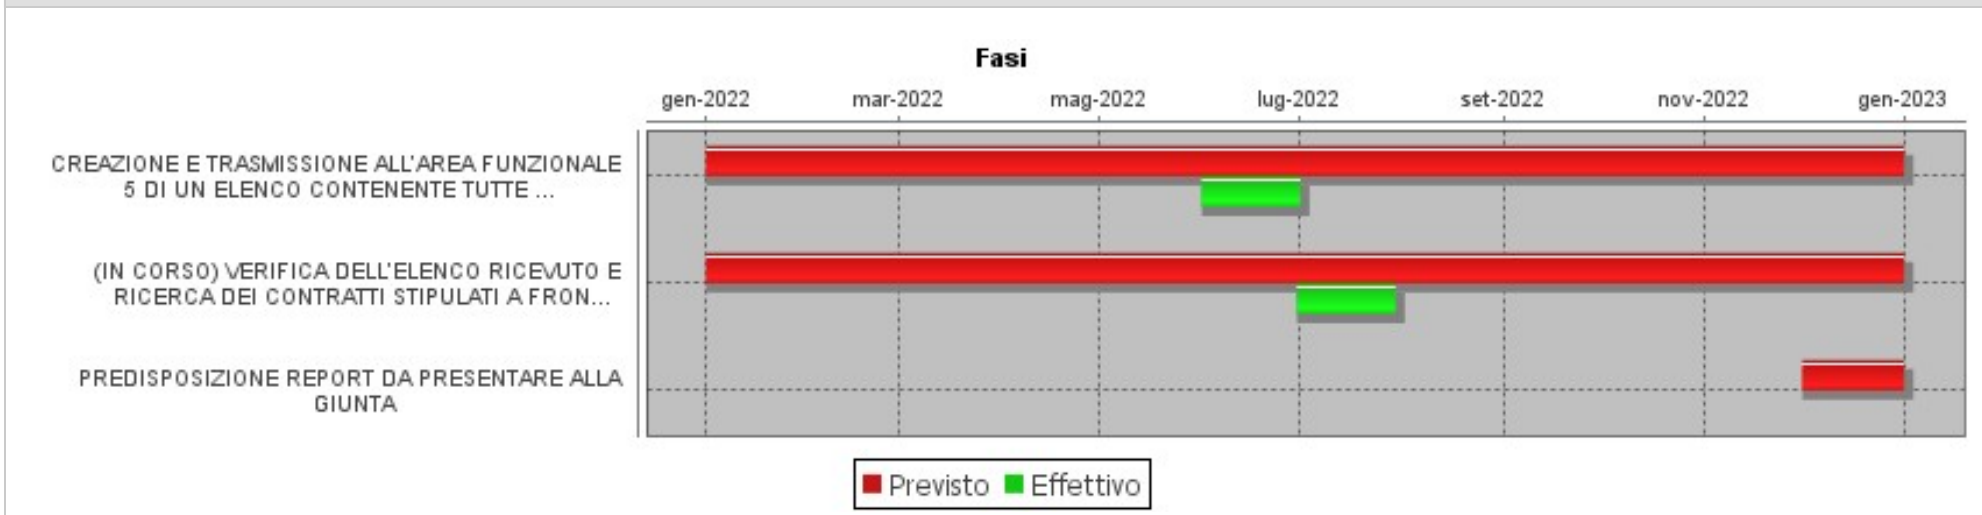 Fasi
gen-2022 mar-2022 mag-2022 lug-2022 set-2022 nov-2022 gen-2023
CREAZIONE E TRASMISSIONE ALL'AREA FUNZIONALE
5 DI UN ELENCO CONTENENTE TUTTE ...
(IN CORSO) VERIFICA DELL'ELENCO RICEVUTO E
RICERCA DEI CONTRATTI STIPULATI A FRON...
PREDISPOSIZIONE REPORT DA PRESENTARE ALLA
GIUNTA
Previsto Effettivo